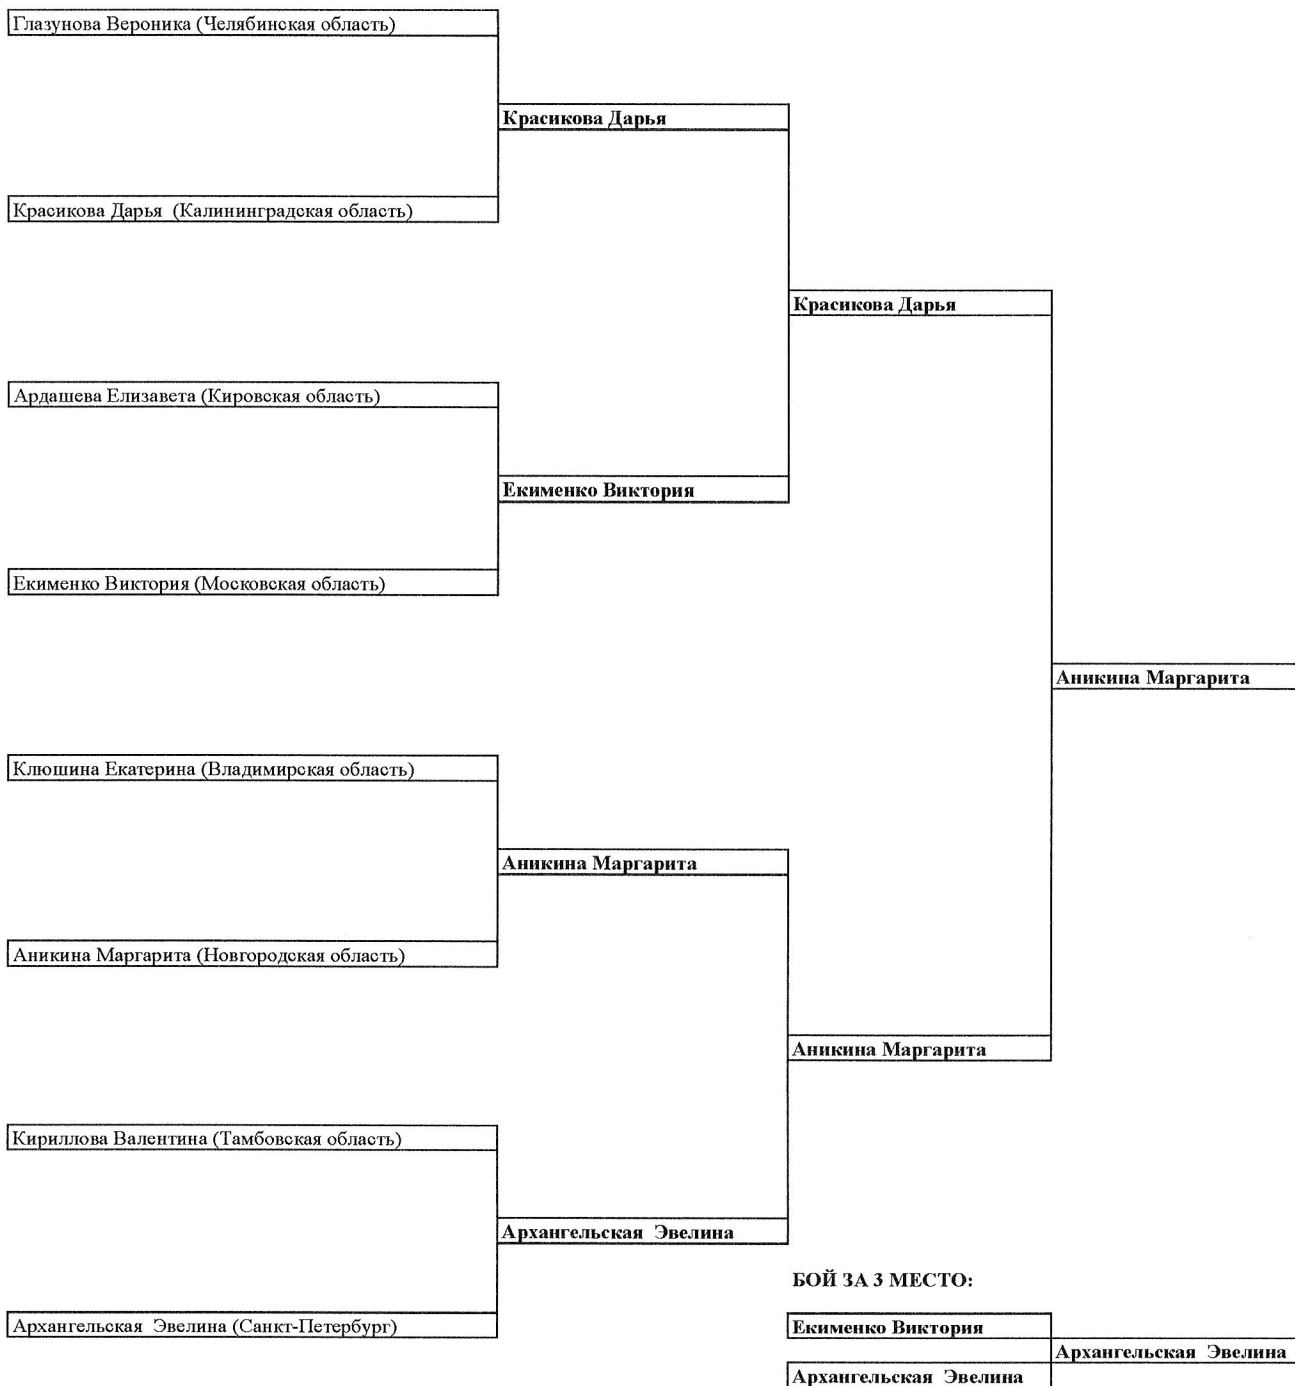 Глазунова Вероника (Челябинская область)
Красикова Дарья
Красикова Дарья (Калининградская область)
Красикова Дарья
Ардашева Елизавета (Кировская область)
Екименко Виктория
Екименко Виктория (Московская область)
Аникина Маргарита
Клюшина Екатерина (Владимирская область)
Аникина Маргарита
Аникина Маргарита (Новгородская область)
Аникина Маргарита
Кириллова Валентина (Тамбовская область)
Архангельская Эвелина
БОЙ ЗА 3 МЕСТО:
Архангельская Эвелина (Санкт-Петербург)
Екименко Виктория
Архангельская Эвелина
Архангельская Эвелина